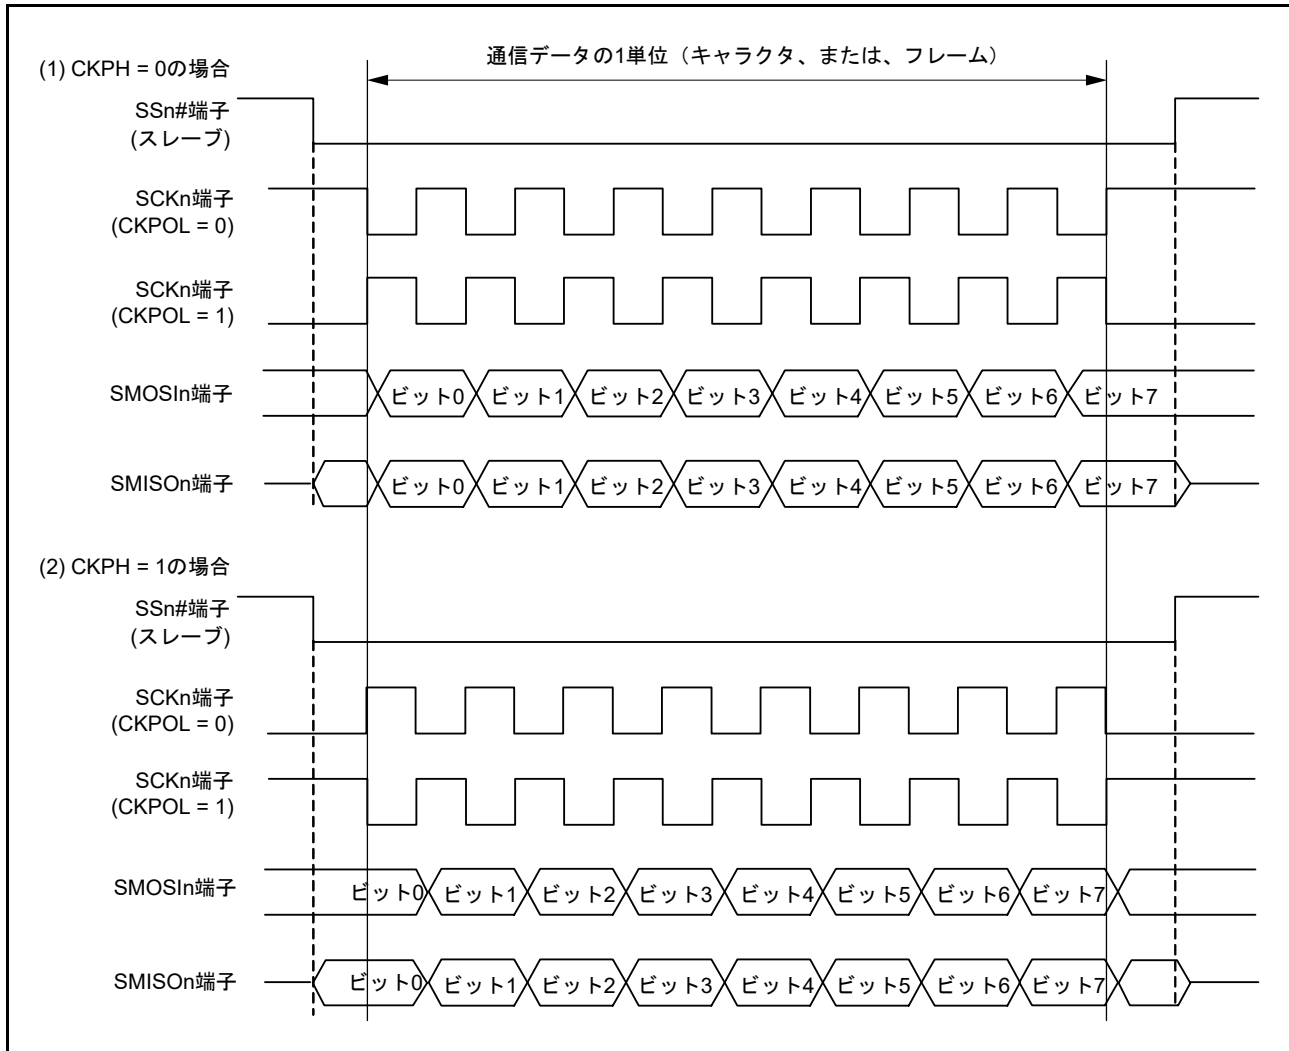 通信データの1単位（キャラクタ、または、フレーム）
(1) CKPH = 0の場合
SSn#端子
(スレーブ)
SCKn端子
(CKPOL = 0)
SCKn端子
(CKPOL = 1)
SMOSIn端子
ビット0 ビット1 ビット2 ビット3 ビット4 ビット5 ビット6 ビット7
SMISOn端子
ビット0 ビット1 ビット2 ビット3 ビット4 ビット5 ビット6 ビット7
(2) CKPH = 1の場合
SSn#端子
(スレーブ)
SCKn端子
(CKPOL = 0)
SCKn端子
(CKPOL = 1)
SMOSIn端子
ビット0 ビット1 ビット2 ビット3 ビット4 ビット5 ビット6 ビット7
SMISOn端子
ビット0 ビット1 ビット2 ビット3 ビット4 ビット5 ビット6 ビット7